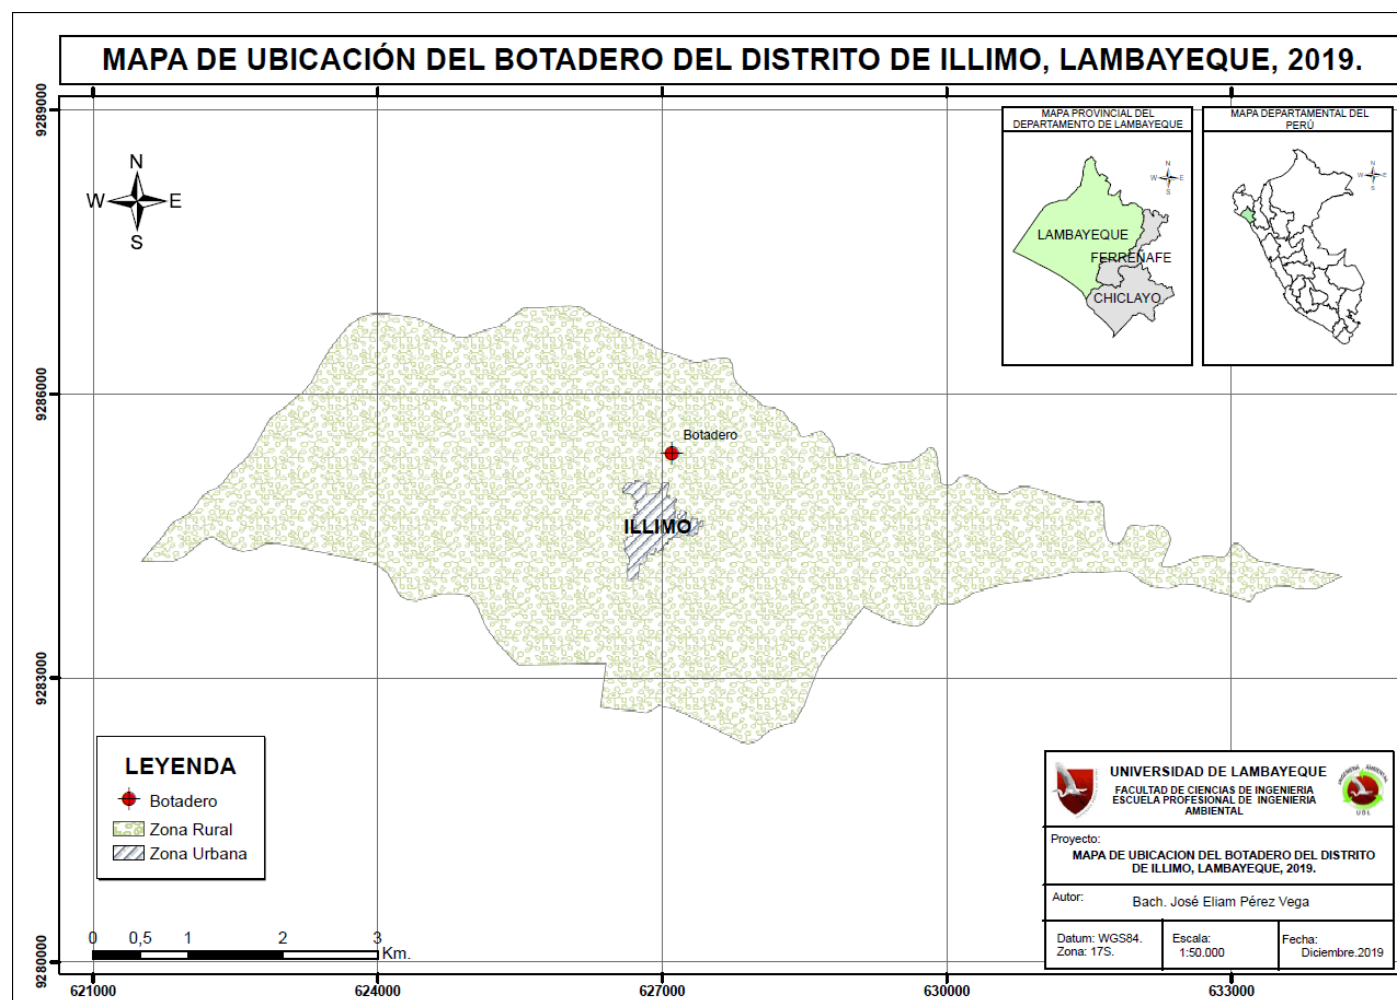 MAPA DE UBICACIÓN DEL BOTADERO DEL DISTRITO DE ILLIMO, LAMBAYEQUE, 2019.
9289000
9286000
9283000
9280000
N
W
E
S
MAPA PROVINCIAL DEL
DEPARTAMENTO DE LAMBAYEQUE
N
W
E
S
LAMBAYEQUE
FERREÑAFE
CHICLAYO
MAPA DEPARTAMENTAL DEL
PERÚ
N
W
E
S
Botadero
ILLIMO
LEYENDA
Botadero
Zona Rural
Zona Urbana
0 0,5 1 2 3
Km.
621000 624000 627000 630000 633000
UNIVERSIDAD DE LAMBAYEQUE
FACULTAD DE CIENCIAS DE INGENIERIA
ESCUELA PROFESIONAL DE INGENIERIA
AMBIENTAL
INGENIERIA AMBIENTAL
UDL
Proyecto:
MAPA DE UBICACION DEL BOTADERO DEL DISTRITO
DE ILLIMO, LAMBAYEQUE, 2019.
Autor:
Bach. José Eliam Pérez Vega
Datum: WGS84.
Zona: 17S.
Escala:
1:50.000
Fecha:
Diciembre.2019